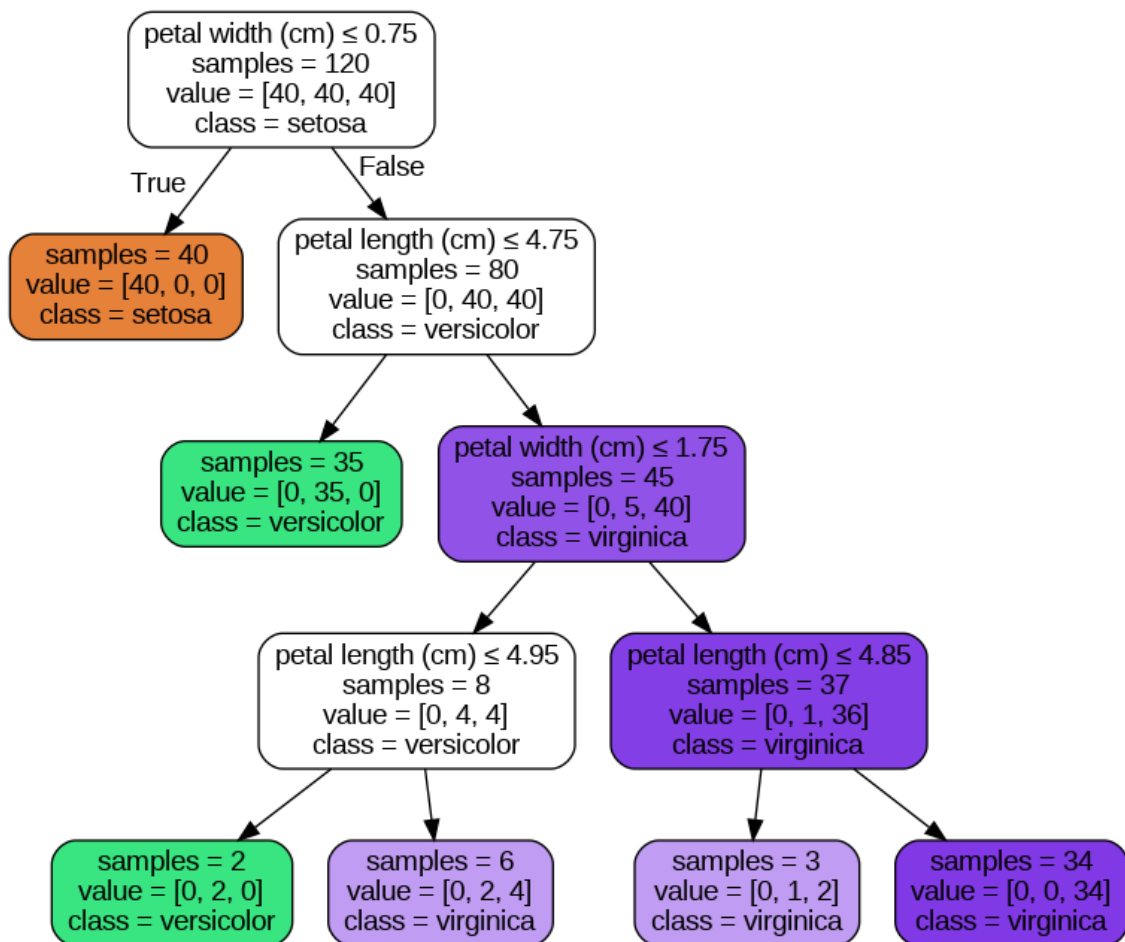 petal width (cm) ≤ 0.75
samples = 120
value = [40, 40, 40]
class = setosa
True
False
samples = 40
value = [40, 0, 0]
class = setosa
petal length (cm) ≤ 4.75
samples = 80
value = [0, 40, 40]
class = versicolor
samples = 35
value = [0, 35, 0]
class = versicolor
petal width (cm) ≤ 1.75
samples = 45
value = [0, 5, 40]
class = virginica
petal length (cm) ≤ 4.95
samples = 8
value = [0, 4, 4]
class = versicolor
petal length (cm) ≤ 4.85
samples = 37
value = [0, 1, 36]
class = virginica
samples = 2
value = [0, 2, 0]
class = versicolor
samples = 6
value = [0, 2, 4]
class = virginica
samples = 3
value = [0, 1, 2]
class = virginica
samples = 34
value = [0, 0, 34]
class = virginica